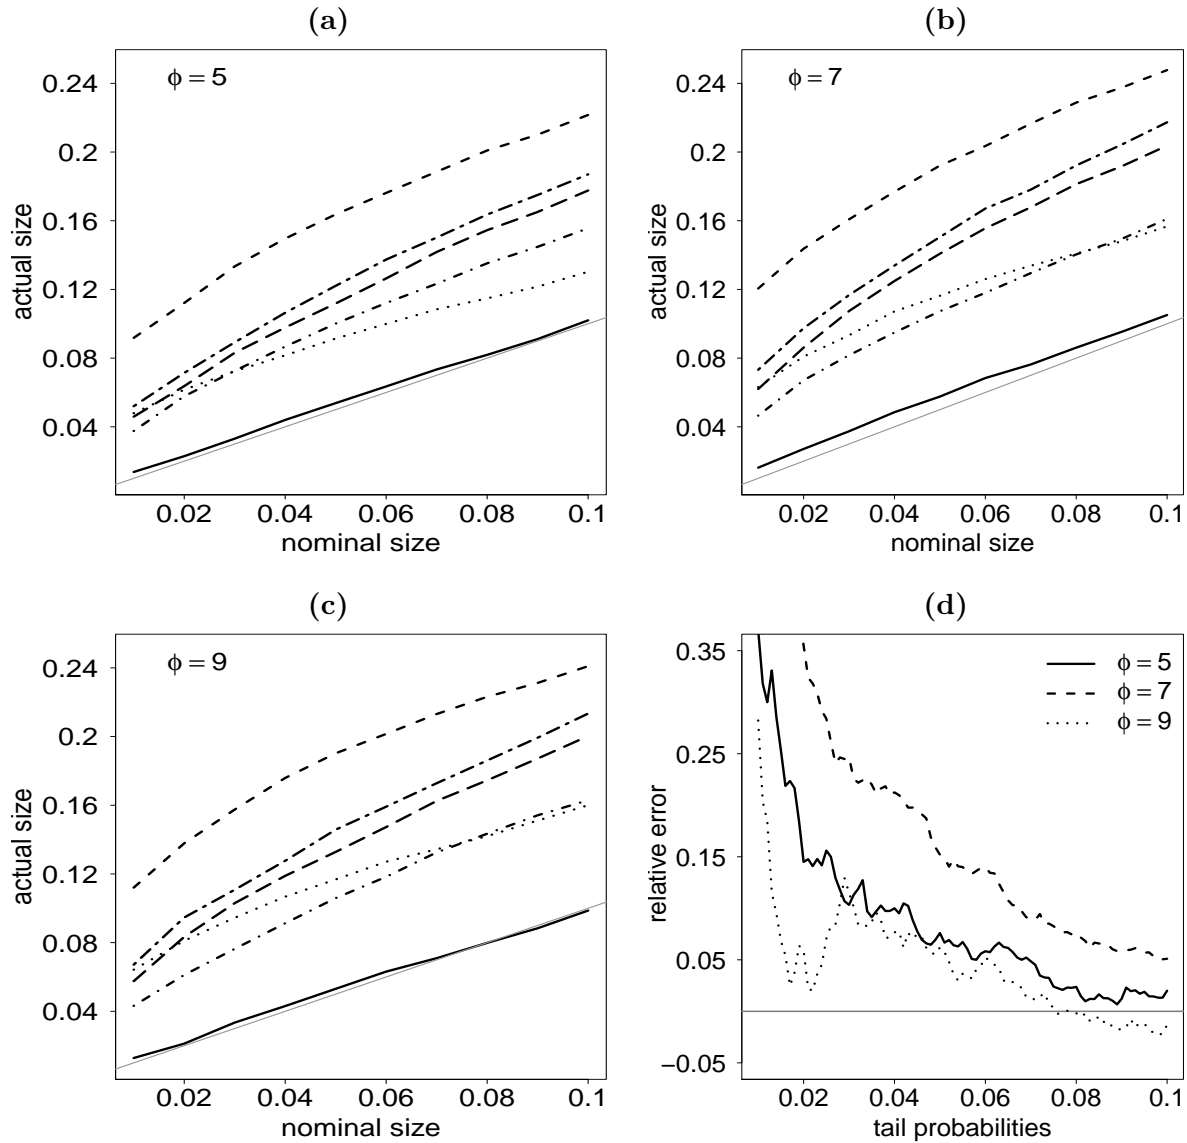 (a)
ϕ = 5
0.24
0.2
0.16
0.12
0.08
0.04
actual size
0.02 0.04 0.06 0.08 0.1
nominal size
(b)
ϕ = 7
0.24
0.2
0.16
0.12
0.08
0.04
actual size
0.02 0.04 0.06 0.08 0.1
nominal size
(c)
ϕ = 9
0.24
0.2
0.16
0.12
0.08
0.04
actual size
0.02 0.04 0.06 0.08 0.1
nominal size
(d)
ϕ = 5
ϕ = 7
ϕ = 9
0.35
0.25
0.15
0.05
−0.05
relative error
0.02 0.04 0.06 0.08 0.1
tail probabilities